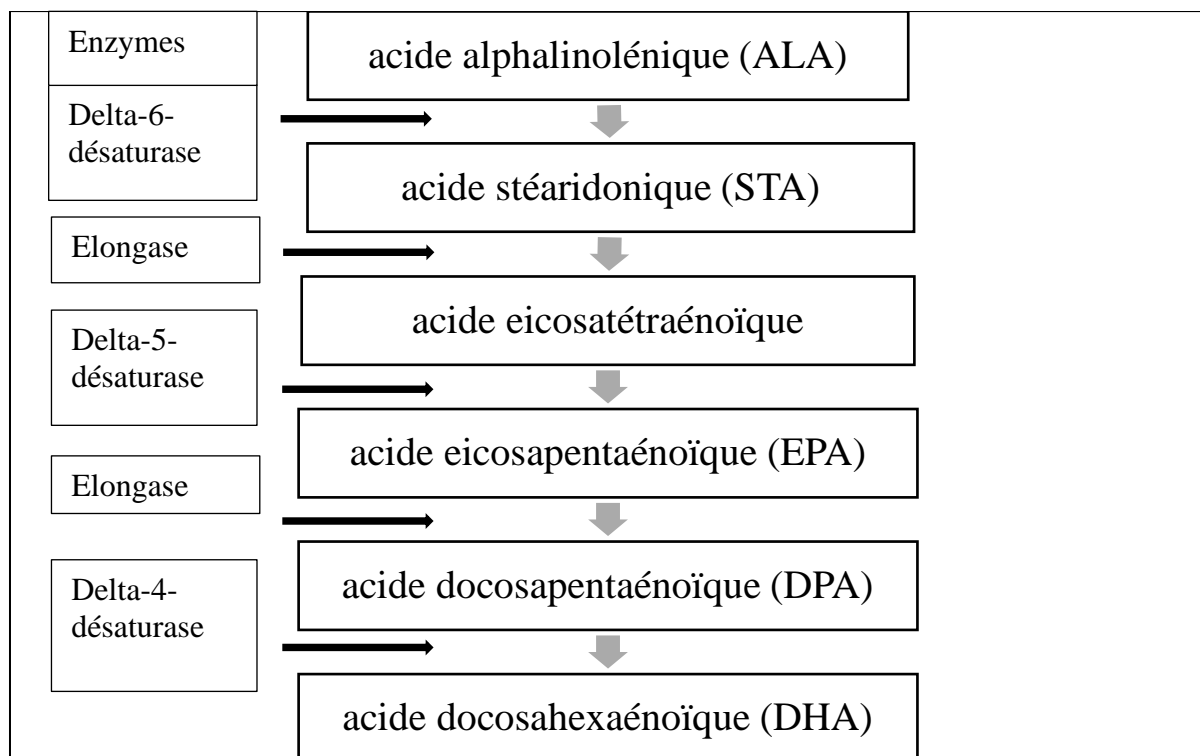 Enzymes
acide alphalinolénique (ALA)
Delta-6-
désaturase
acide stéaridonique (STA)
Elongase
acide eicosatétraénoïque
Delta-5-
désaturase
acide eicosapentaénoïque (EPA)
Elongase
acide docosapentaénoïque (DPA)
Delta-4-
désaturase
acide docosahexaénoïque (DHA)